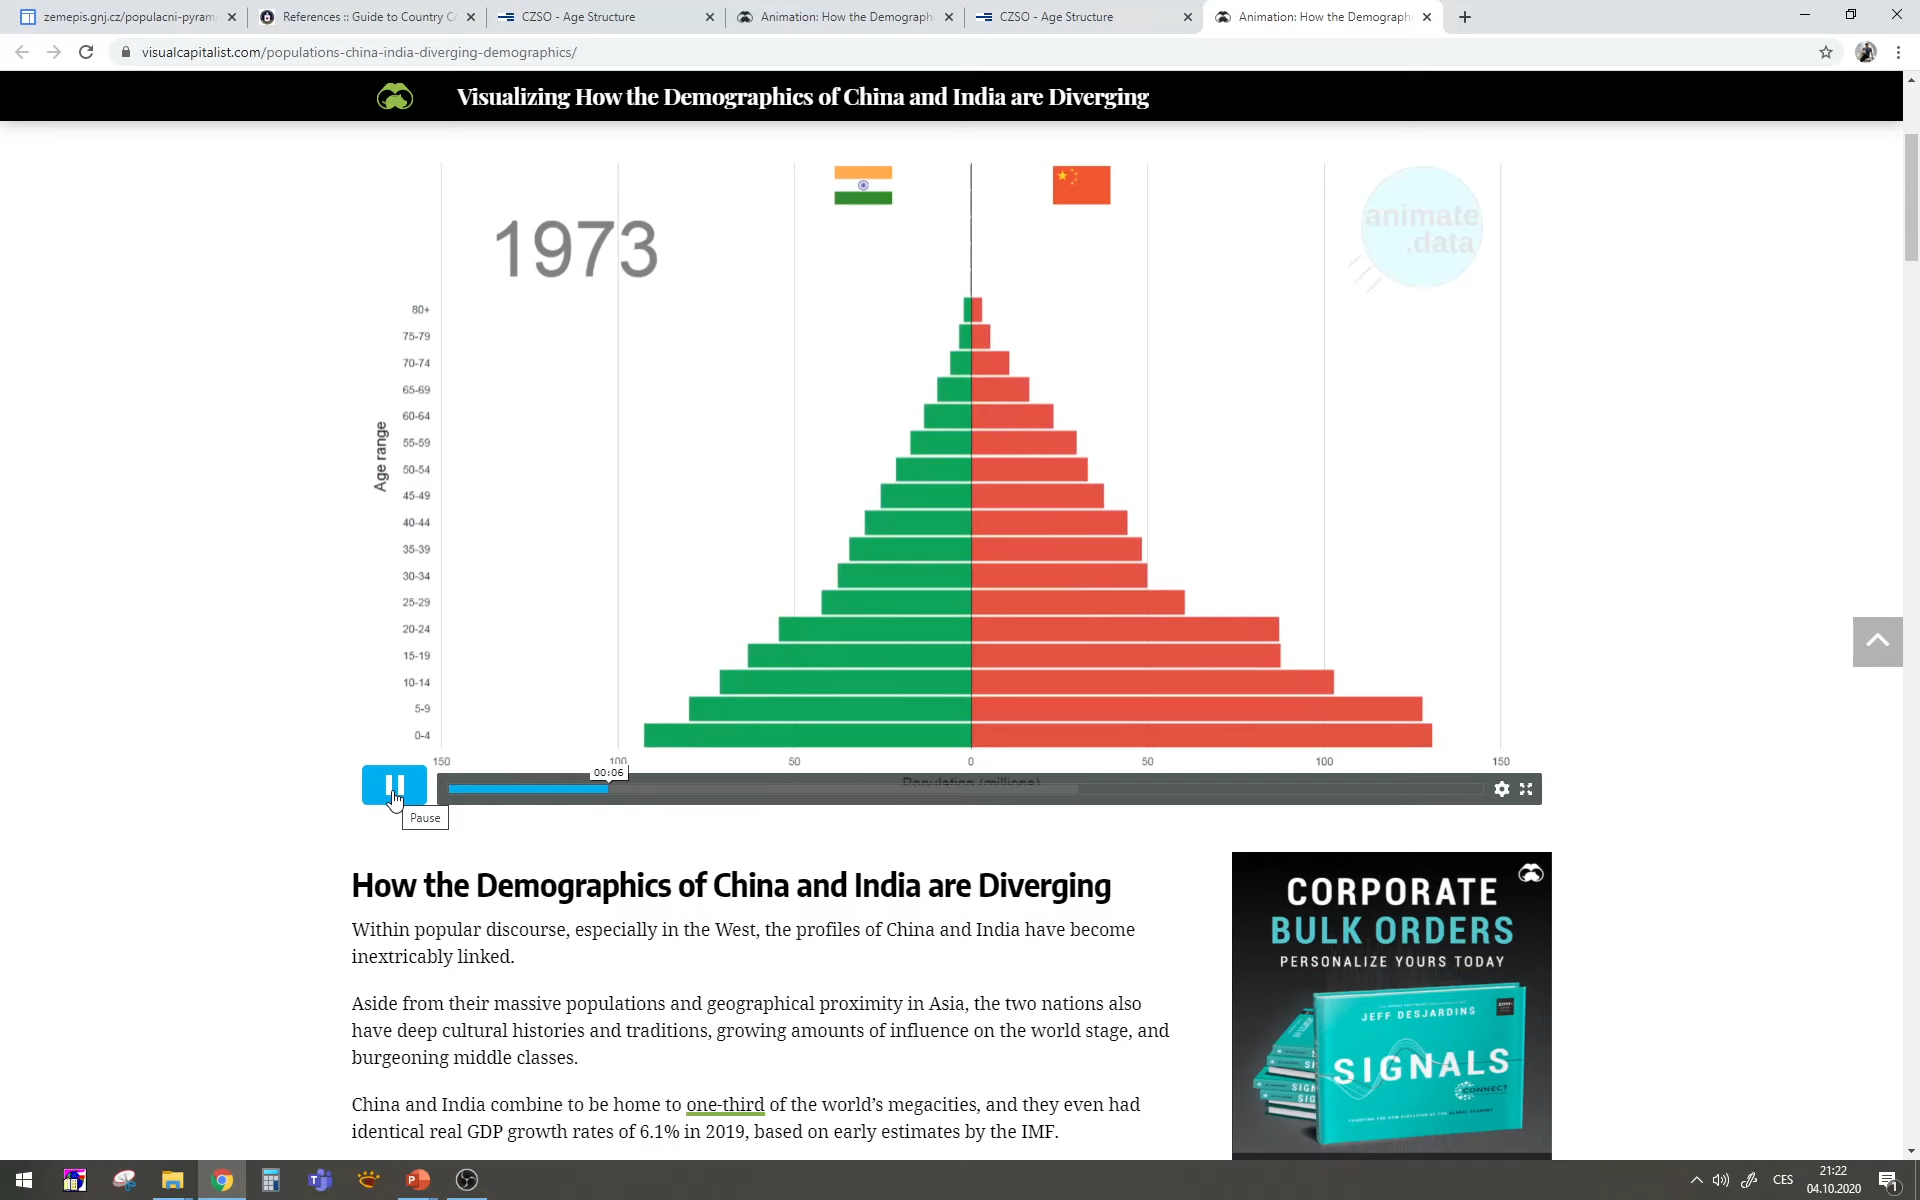 zemepis.gnj.cz/populacni-pyram
References :: Guide to Country C
CZSO - Age Structure
Animation: How the Demograph
CZSO - Age Structure
Animation: How the Demograph
visualcapitalist.com/populations-china-india-diverging-demographics/
Visualizing How the Demographics of China and India are Diverging
1973
animate
.data
Age range
80+
75-79
70-74
65-69
60-64
55-59
50-54
45-49
40-44
35-39
30-34
25-29
20-24
15-19
10-14
5-9
0-4
150
100
50
0
50
100
150
Population (millions)
00:06
Pause
How the Demographics of China and India are Diverging
Within popular discourse, especially in the West, the profiles of China and India have become
inextricably linked.
Aside from their massive populations and geographical proximity in Asia, the two nations also
have deep cultural histories and traditions, growing amounts of influence on the world stage, and
burgeoning middle classes.
China and India combine to be home to one-third of the world’s megacities, and they even had
identical real GDP growth rates of 6.1% in 2019, based on early estimates by the IMF.
CORPORATE
BULK ORDERS
PERSONALIZE YOURS TODAY
JEFF DESJARDINS
SIGNALS
CES
21:22
04.10.2020
1